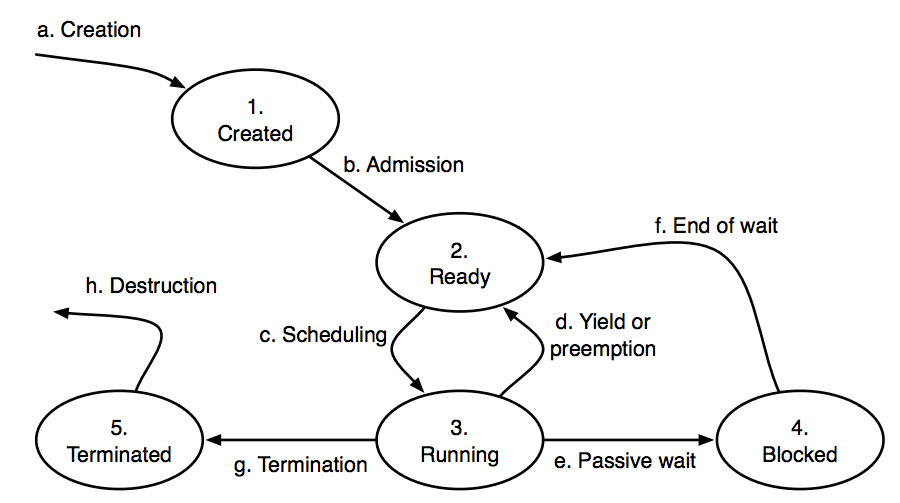 a. Creation
1.
Created
b. Admission
f. End of wait
2.
Ready
h. Destruction
c. Scheduling
d. Yield or
preemption
5.
Terminated
3.
Running
4.
Blocked
g. Termination
e. Passive wait